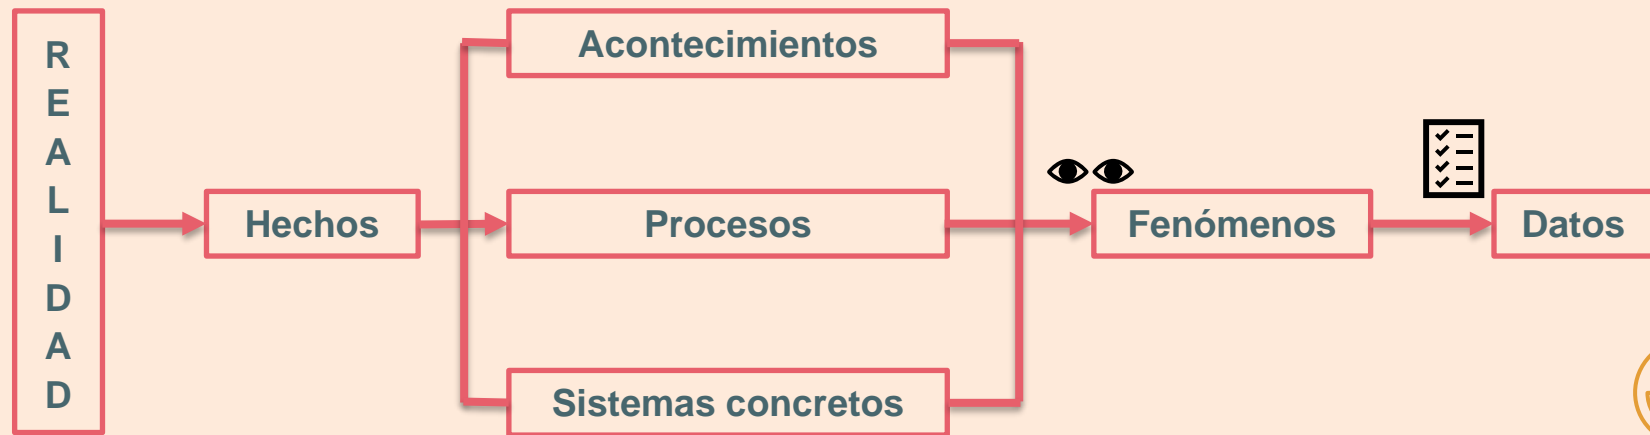 REALIDAD
Hechos
Acontecimientos
Procesos
Sistemas concretos
Fenómenos
Datos